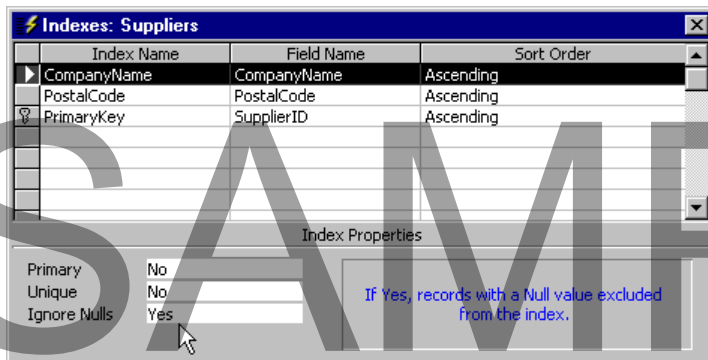 Indexes: Suppliers
Index Name Field Name Sort Order
CompanyName CompanyName Ascending
PostalCode PostalCode Ascending
PrimaryKey SupplierID Ascending
Index Properties
Primary No
Unique No
Ignore Nulls Yes
If Yes, records with a Null value excluded
from the index.
SAMP